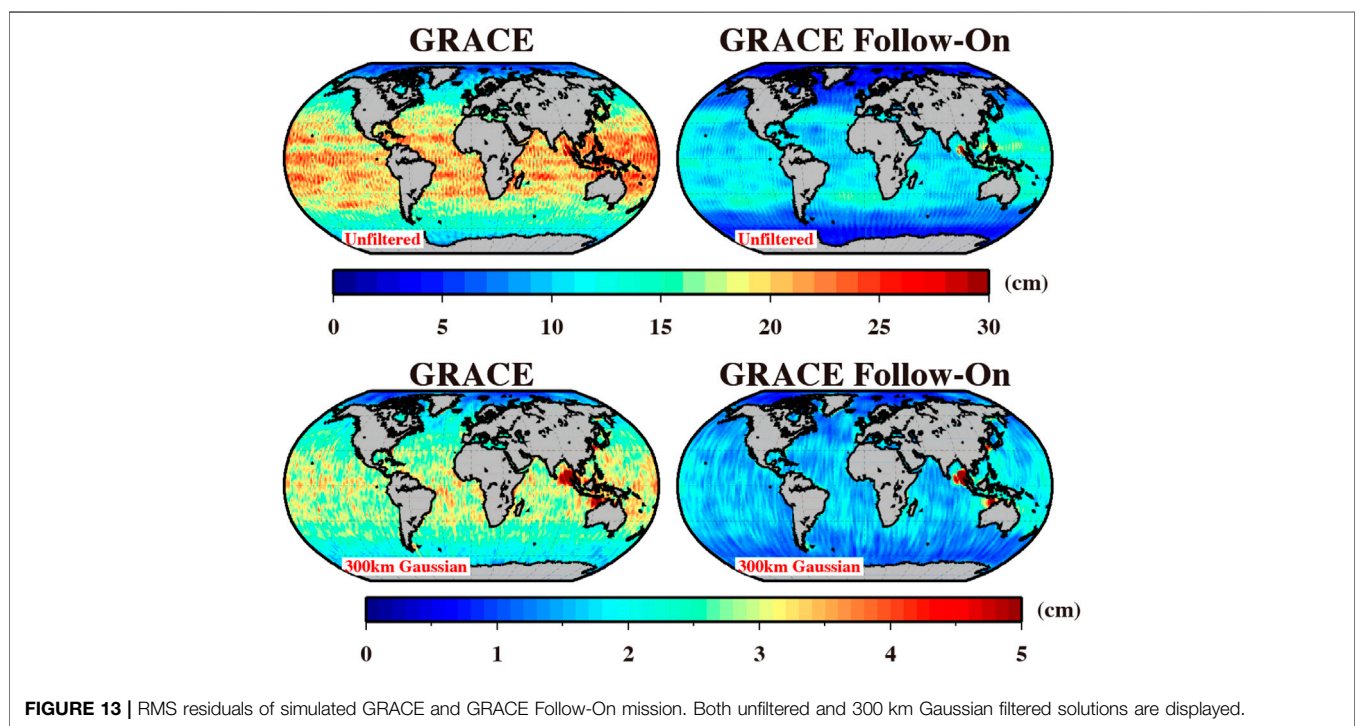 GRACE GRACE Follow-On
Unfiltered Unfiltered
(cm)
0 5 10 15 20 25 30
GRACE GRACE Follow-On
300km Gaussian 300km Gaussian
(cm)
0 1 2 3 4 5
FIGURE 13 | RMS residuals of simulated GRACE and GRACE Follow-On mission. Both unfiltered and 300 km Gaussian filtered solutions are displayed.